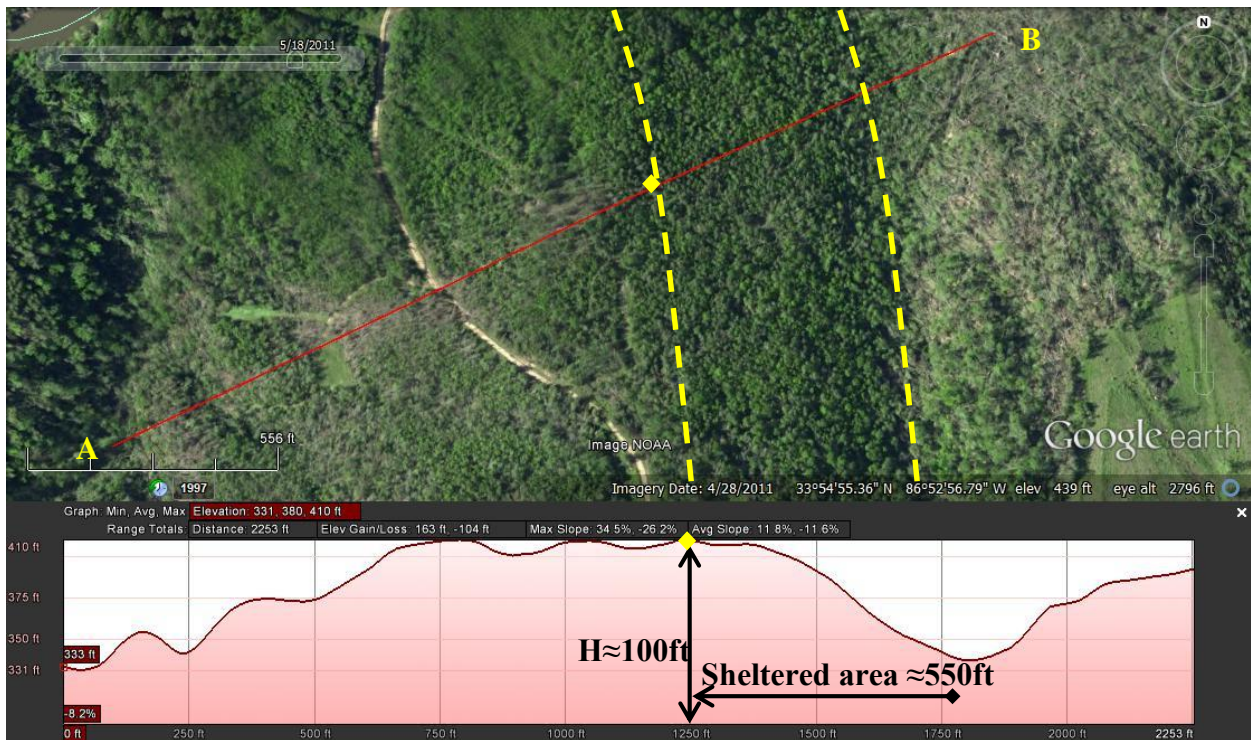 N
5/18/2011
B
A
556 ft
Image NOAA
Google earth
1997
Imagery Date: 4/28/2011 33°54'55.36" N 86°52'56.79" W elev 439 ft eye alt 2796 ft
Graph: Min, Avg, Max Elevation: 331, 380, 410 ft
Range Totals: Distance: 2253 ft Elev Gain/Loss: 163 ft, -104 ft Max Slope: 34.5%, -26.2% Avg Slope: 11.8%, -11.6%
410 ft
375 ft
350 ft
333 ft
331 ft
H≈100ft
Sheltered area ≈550ft
-8.2%
0 ft 250 ft 500 ft 750 ft 1000 ft 1250 ft 1500 ft 1750 ft 2000 ft 2253 ft